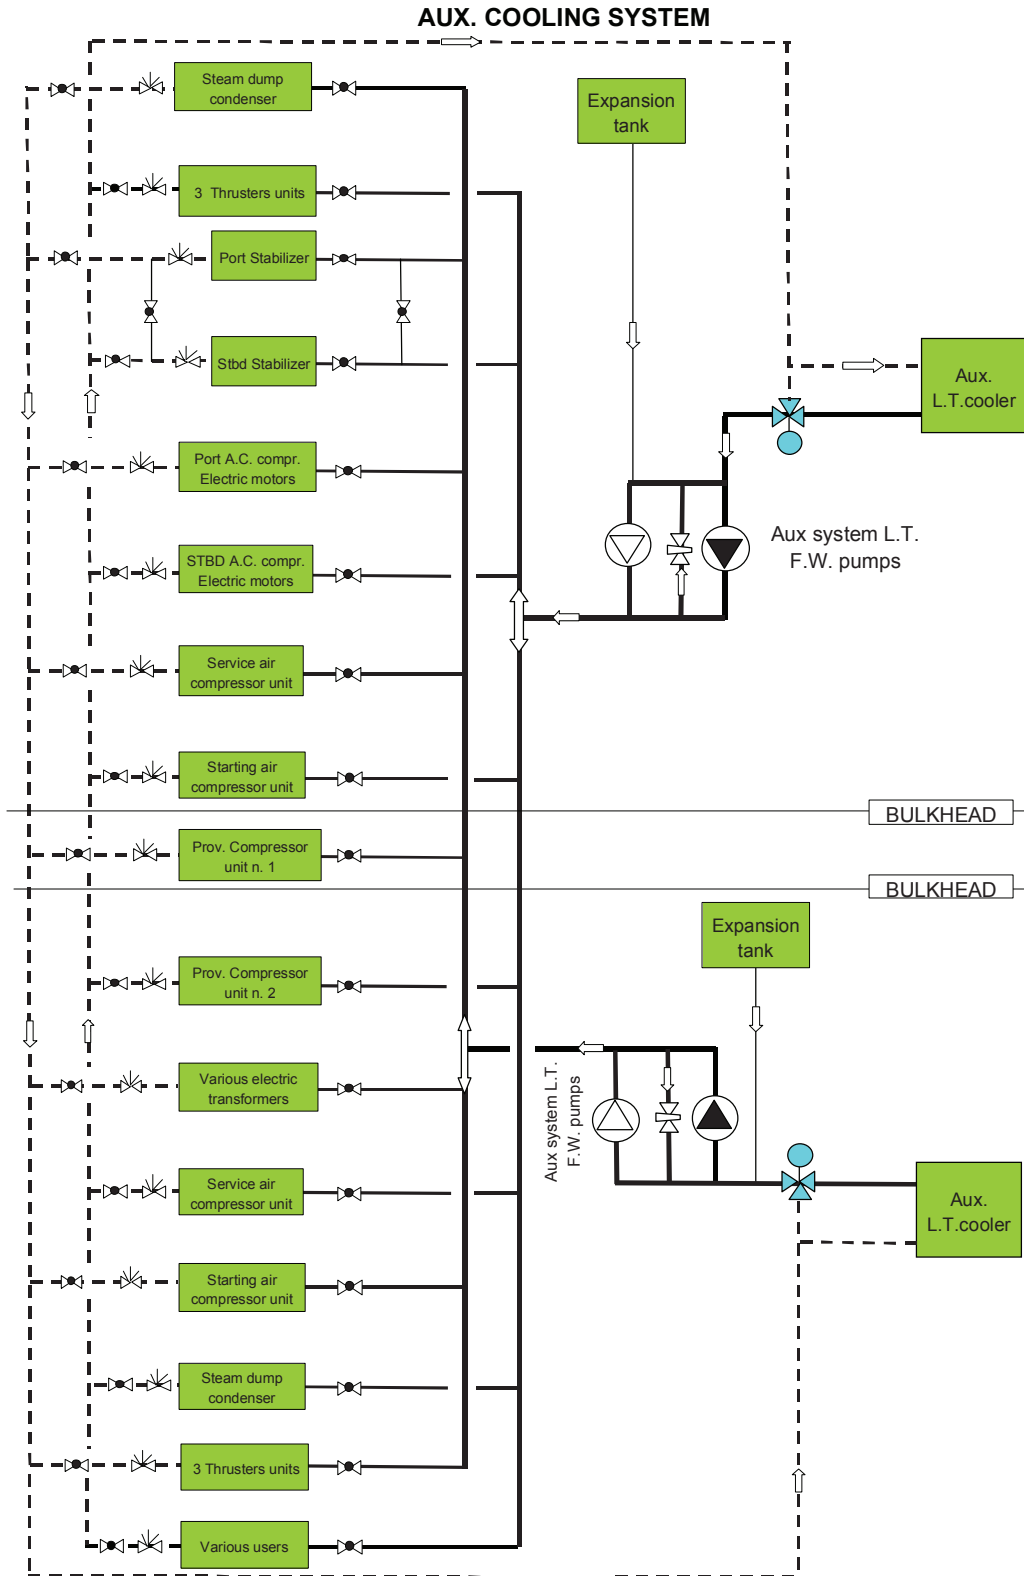 AUX. COOLING SYSTEM
Steam dump
condenser
Expansion
tank
3 Thrusters units
Port Stabilizer
Stbd Stabilizer
Aux.
L.T.cooler
Port A.C. compr.
Electric motors
Aux system L.T.
F.W. pumps
STBD A.C. compr.
Electric motors
Service air
compressor unit
Starting air
compressor unit
BULKHEAD
Prov. Compressor
unit n. 1
BULKHEAD
Expansion
tank
Prov. Compressor
unit n. 2
Aux system L.T.
F.W. pumps
Various electric
transformers
Service air
compressor unit
Aux.
L.T.cooler
Starting air
compressor unit
Steam dump
condenser
3 Thrusters units
Various users